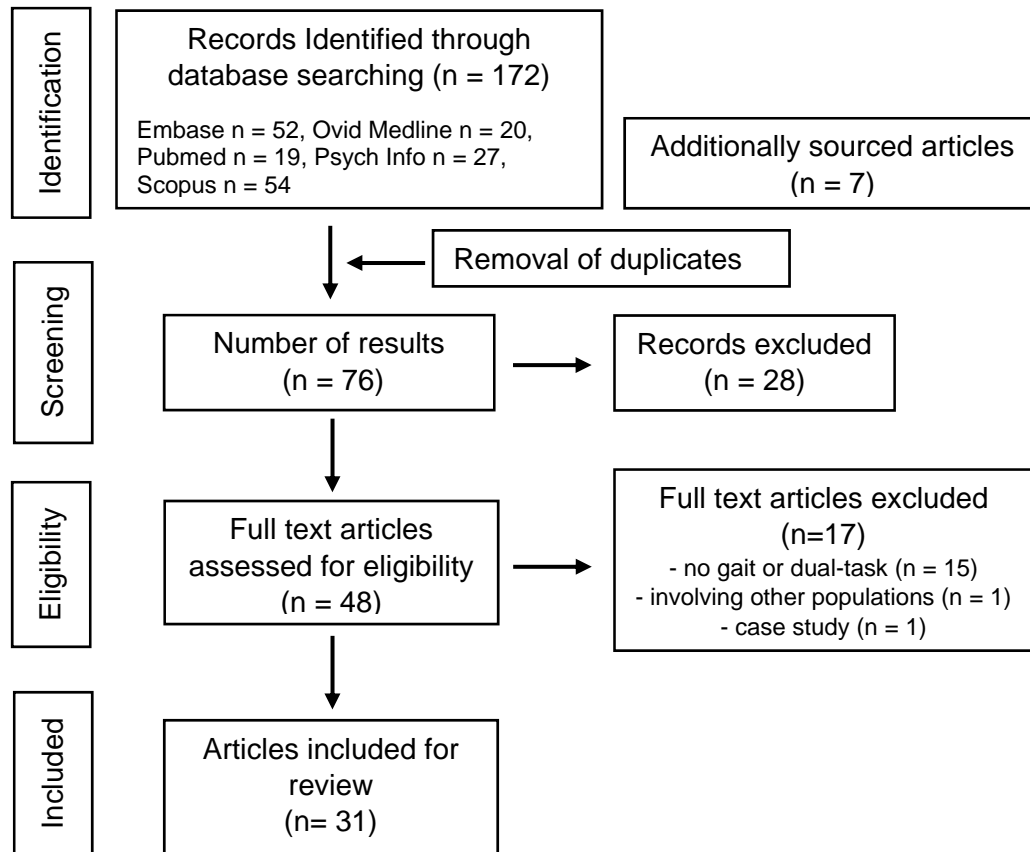 Identification
Records Identified through
database searching (n = 172)
Embase n = 52, Ovid Medline n = 20,
Pubmed n = 19, Psych Info n = 27,
Scopus n = 54
Additionally sourced articles
(n = 7)
Removal of duplicates
Screening
Number of results
(n = 76)
Records excluded
(n = 28)
Eligibility
Full text articles
assessed for eligibility
(n = 48)
Full text articles excluded
(n=17)
- no gait or dual-task (n = 15)
- involving other populations (n = 1)
- case study (n = 1)
Included
Articles included for
review
(n= 31)